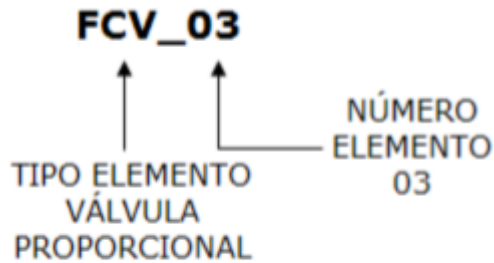 FCV_03
TIPO ELEMENTO
VÁLVULA
PROPORCIONAL
NÚMERO
ELEMENTO
03